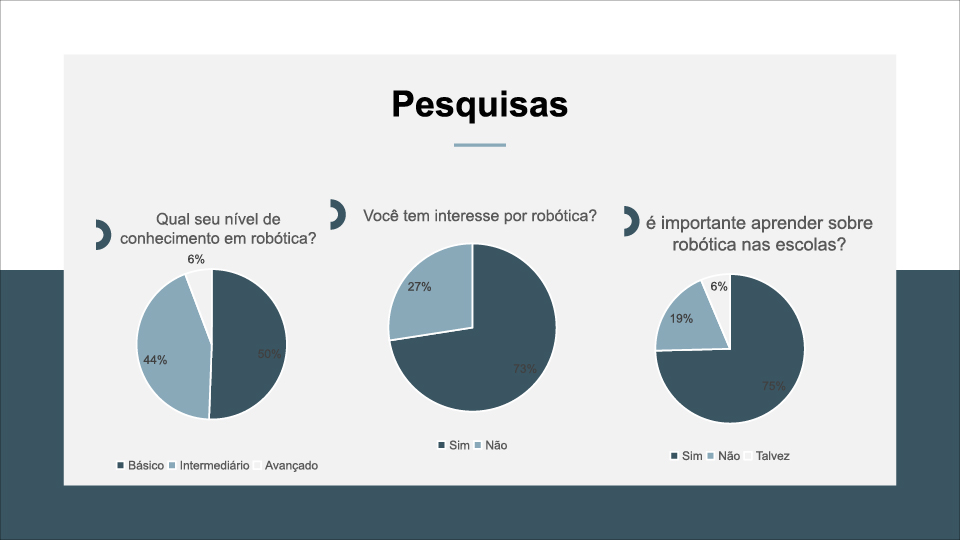 Pesquisas
Qual seu nível de
conhecimento em robótica?
6%
44%
50%
Básico Intermediário Avançado
Você tem interesse por robótica?
27%
73%
Sim Não
é importante aprender sobre
robótica nas escolas?
6%
19%
75%
Sim Não Talvez